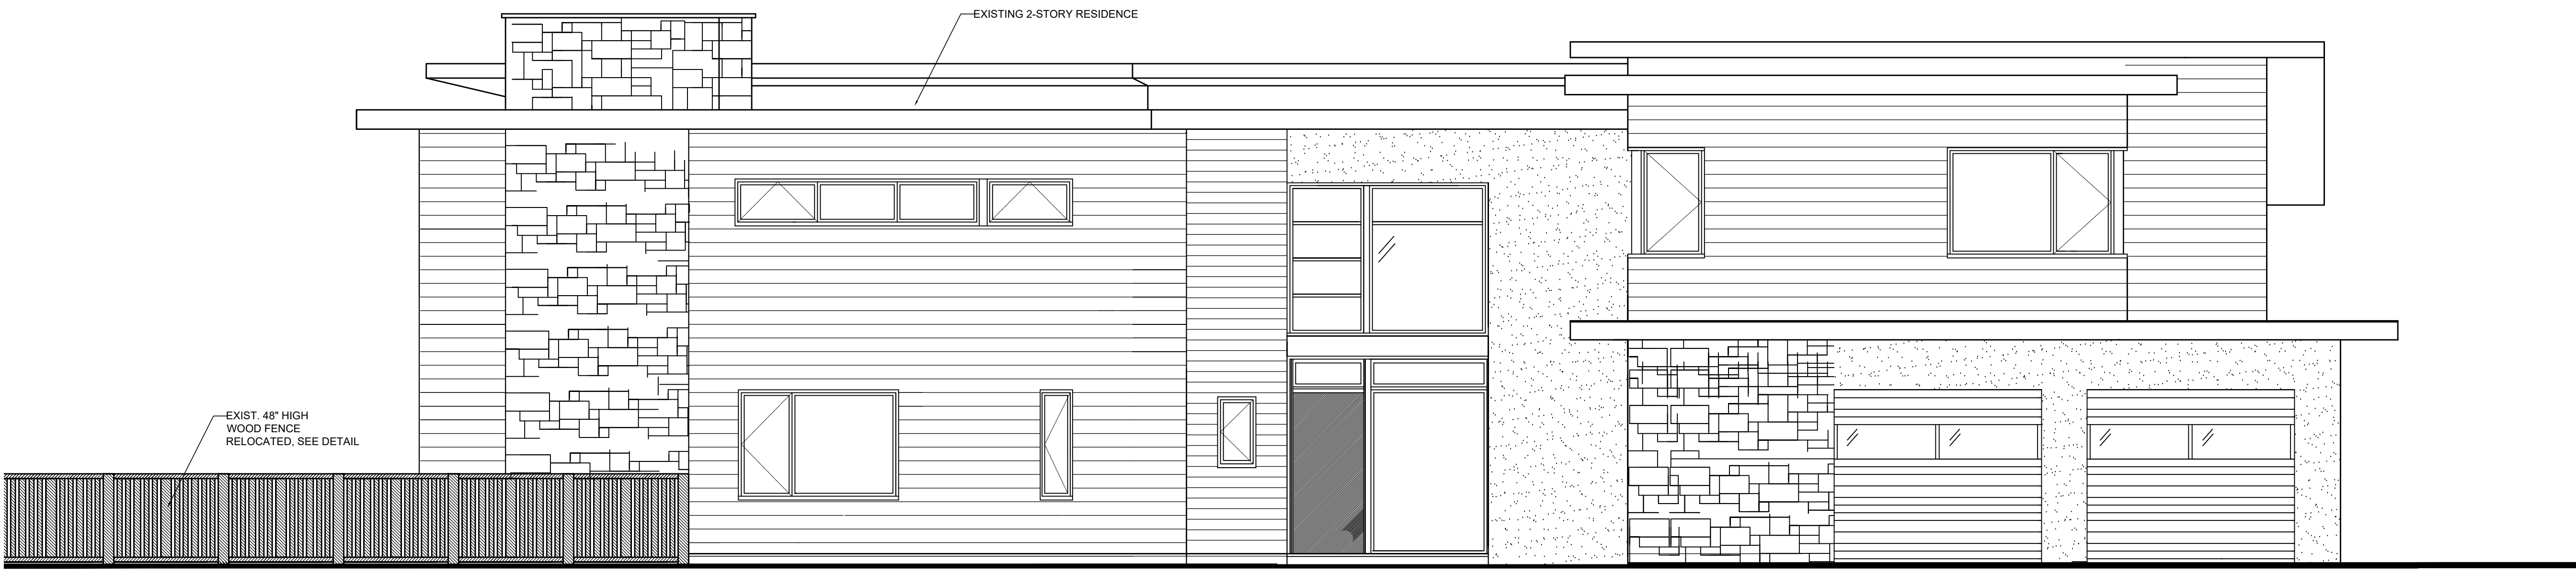 EXISTING 2-STORY RESIDENCE
EXIST. 48" HIGH
WOOD FENCE
RELOCATED, SEE DETAIL